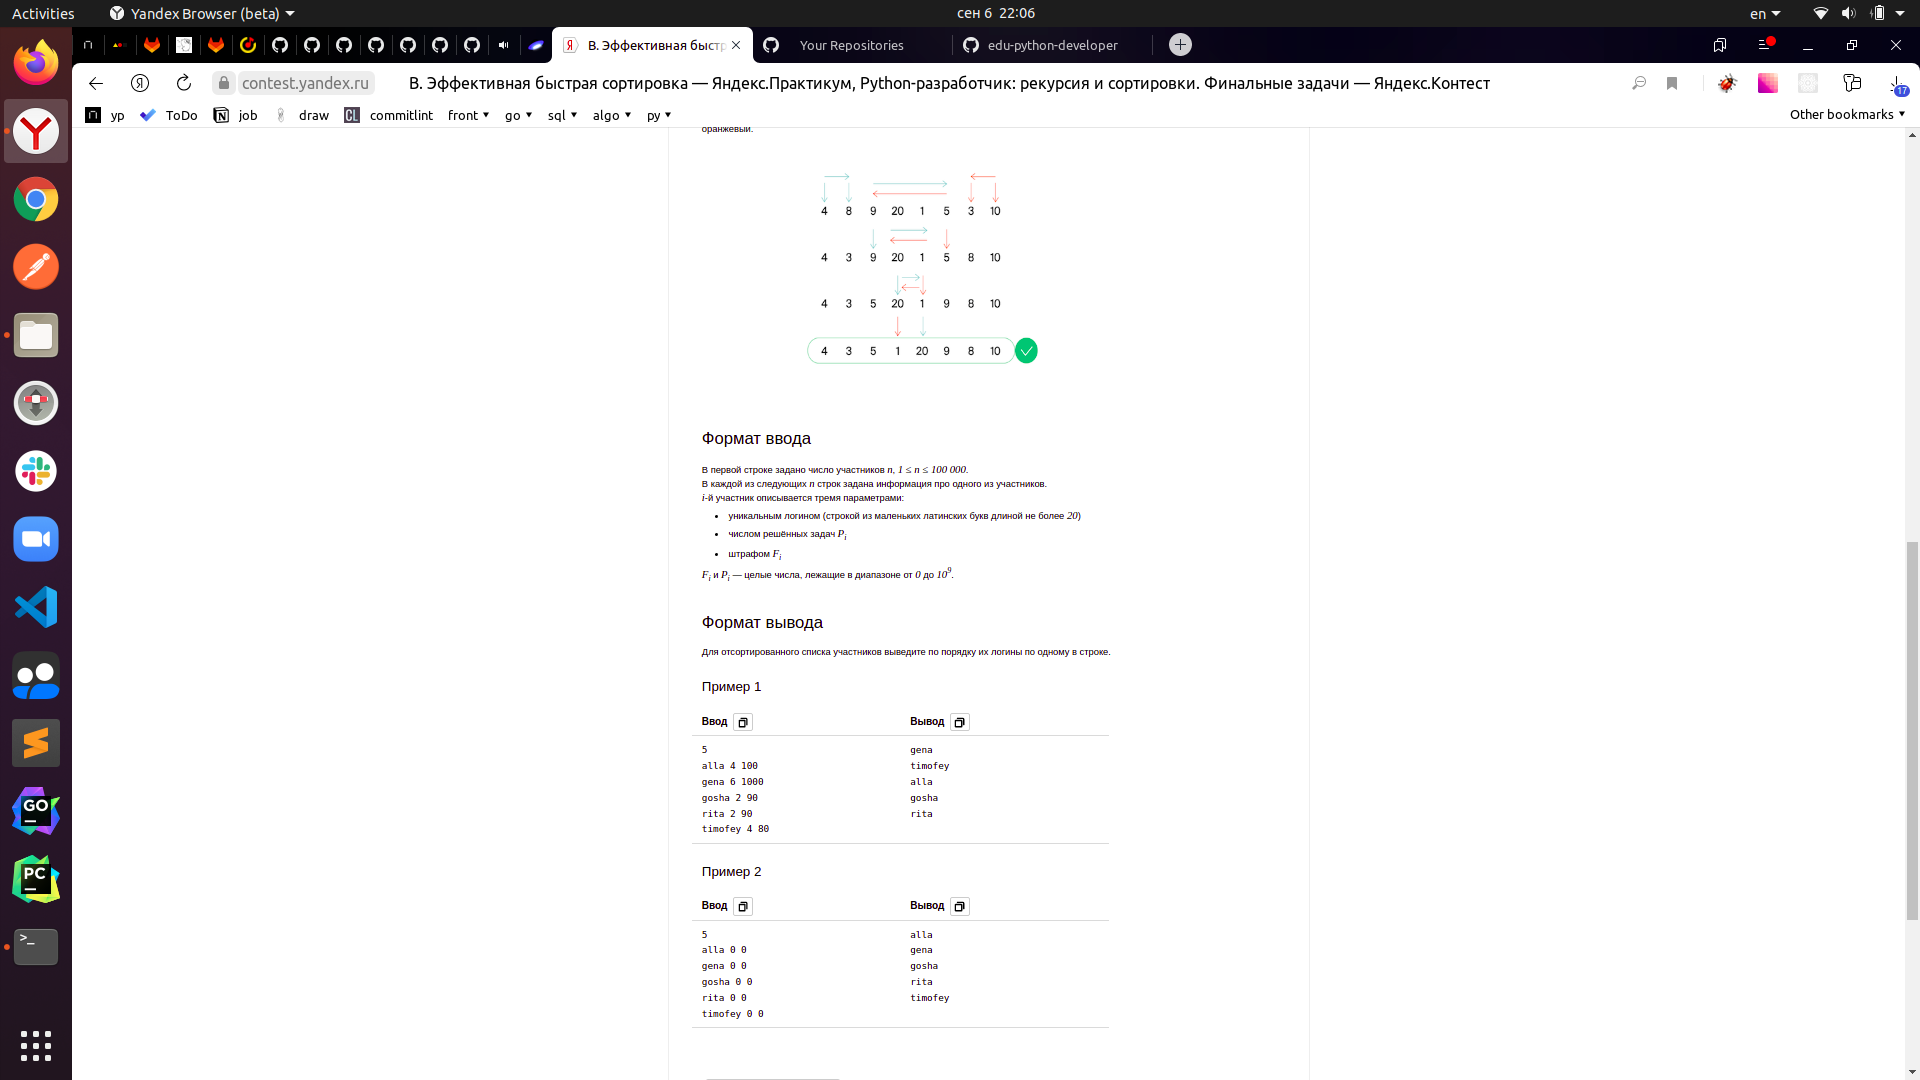 Activities
Yandex Browser (beta)
сен 6 22:06
en
В. Эффективная быстр
Your Repositories
edu-python-developer
contest.yandex.ru
В. Эффективная быстрая сортировка — Яндекс.Практикум, Python-разработчик: рекурсия и сортировки. Финальные задачи — Яндекс.Контест
17
yp
ToDo
job
CL
commitlint
draw
front
go
sql
algo
py
Other bookmarks
оранжевый.
4 8 9 20 1 5 3 10
4 3 9 20 1 5 8 10
4 3 5 20 1 9 8 10
4 3 5 1 20 9 8 10
Формат ввода
В первой строке задано число участников n, 1 ≤ n ≤ 100 000.
В каждой из следующих n строк задана информация про одного из участников.
i-й участник описывается тремя параметрами:
• уникальным логином (строкой из маленьких латинских букв длиной не более 20)
• числом решённых задач Pi
• штрафом Fi
Fi и Pi — целые числа, лежащие в диапазоне от 0 до 10^9.
Формат вывода
Для отсортированного списка участников выведите по порядку их логины по одному в строке.
Пример 1
Ввод
Вывод
5
alla 4 100
gena 6 1000
gosha 2 90
rita 2 90
timofey 4 80
gena
timofey
alla
gosha
rita
Пример 2
Ввод
Вывод
5
alla 0 0
gena 0 0
gosha 0 0
rita 0 0
timofey 0 0
alla
gena
gosha
rita
timofey
GO
PC
>_